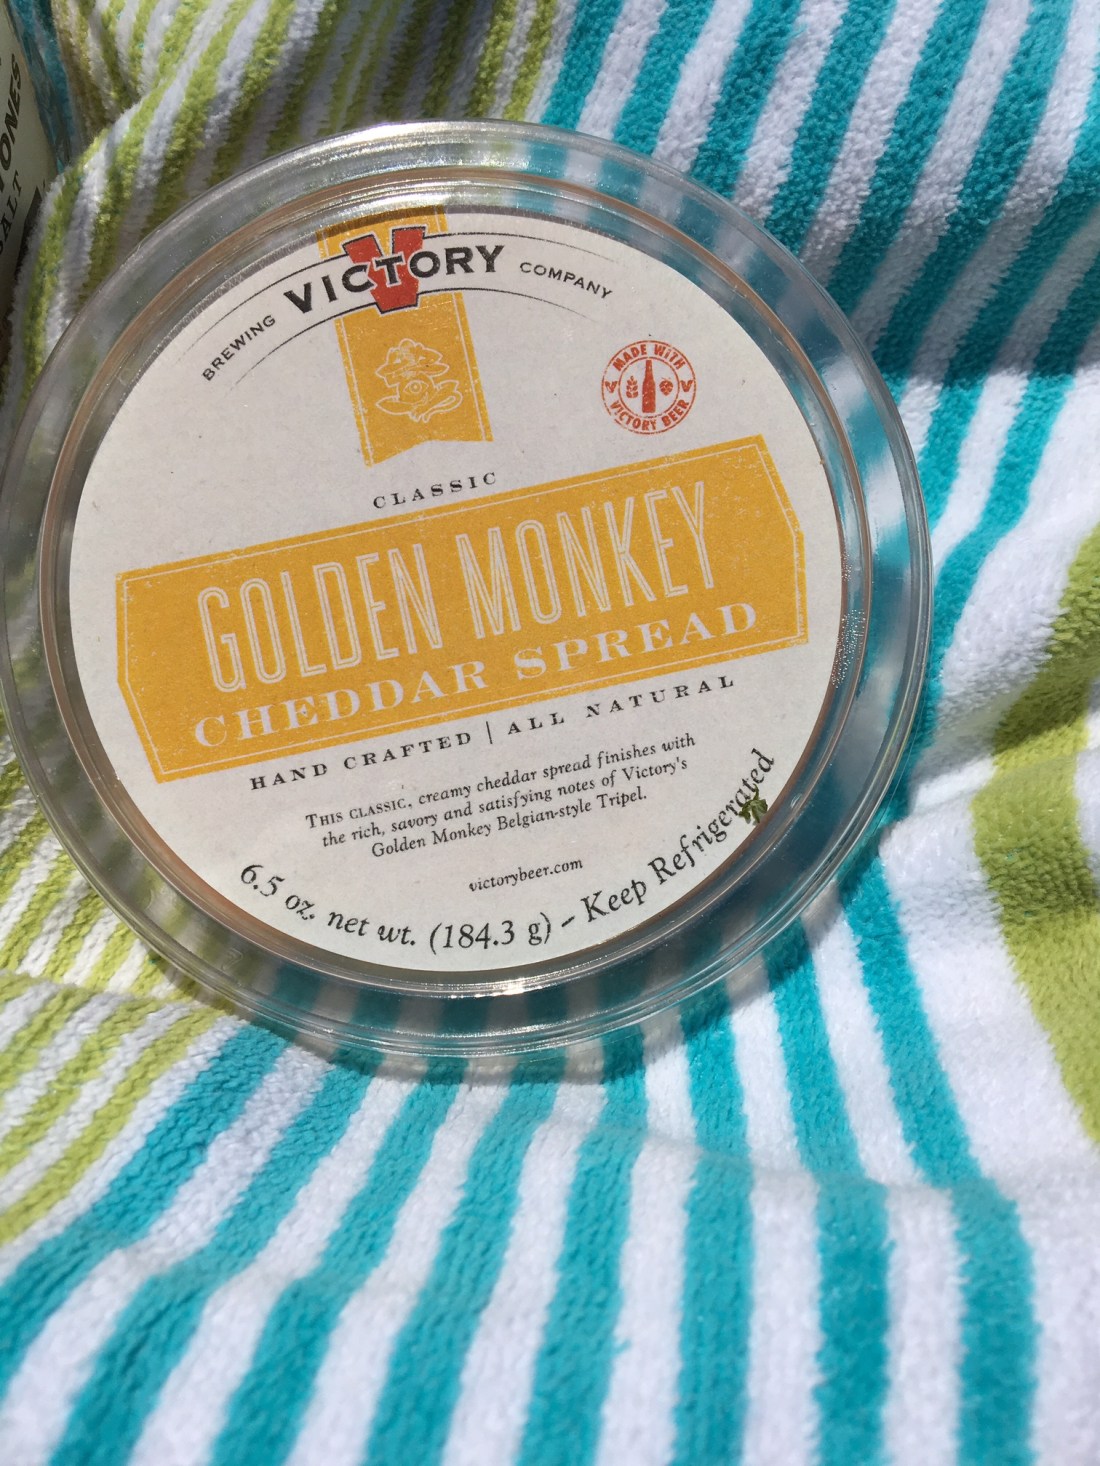 ONES
ALT
BREWING VICTORY COMPANY
MADE WITH
VICTORY BEER
CLASSIC
GOLDEN MONKEY
CHEDDAR SPREAD
HAND CRAFTED | ALL NATURAL
THIS CLASSIC, creamy cheddar spread finishes with
the rich, savory and satisfying notes of Victory's
Golden Monkey Belgian-style Tripel.
victorybeer.com
6.5 oz. net wt. (184.3 g) – Keep Refrigerated